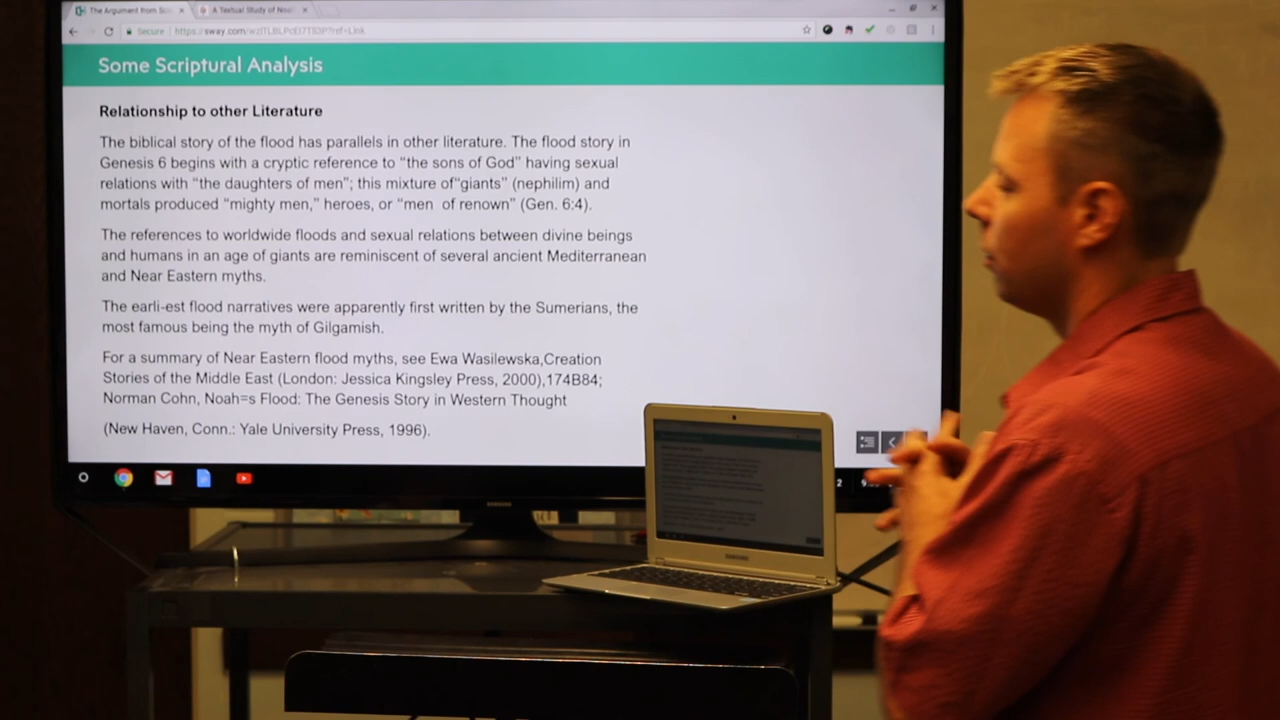 The Argument from Scri
A Textual Study of Noah
Secure
Some Scriptural Analysis
Relationship to other Literature
The biblical story of the flood has parallels in other literature. The flood story in
Genesis 6 begins with a cryptic reference to “the sons of God” having sexual
relations with “the daughters of men”; this mixture of“giants” (nephilim) and
mortals produced “mighty men,” heroes, or “men of renown” (Gen. 6:4).
The references to worldwide floods and sexual relations between divine beings
and humans in an age of giants are reminiscent of several ancient Mediterranean
and Near Eastern myths.
The earli-est flood narratives were apparently first written by the Sumerians, the
most famous being the myth of Gilgamish.
For a summary of Near Eastern flood myths, see Ewa Wasilewska,Creation
Stories of the Middle East (London: Jessica Kingsley Press, 2000),174B84;
Norman Cohn, Noah=s Flood: The Genesis Story in Western Thought
(New Haven, Conn.: Yale University Press, 1996).
SAMSUNG
SAMSUNG